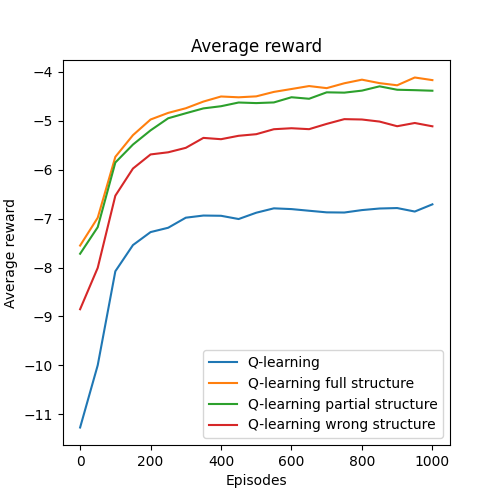 Average reward
−4
−5
−6
−7
−8
−9
−10
−11
Average reward
Q-learning
Q-learning full structure
Q-learning partial structure
Q-learning wrong structure
0 200 400 600 800 1000
Episodes